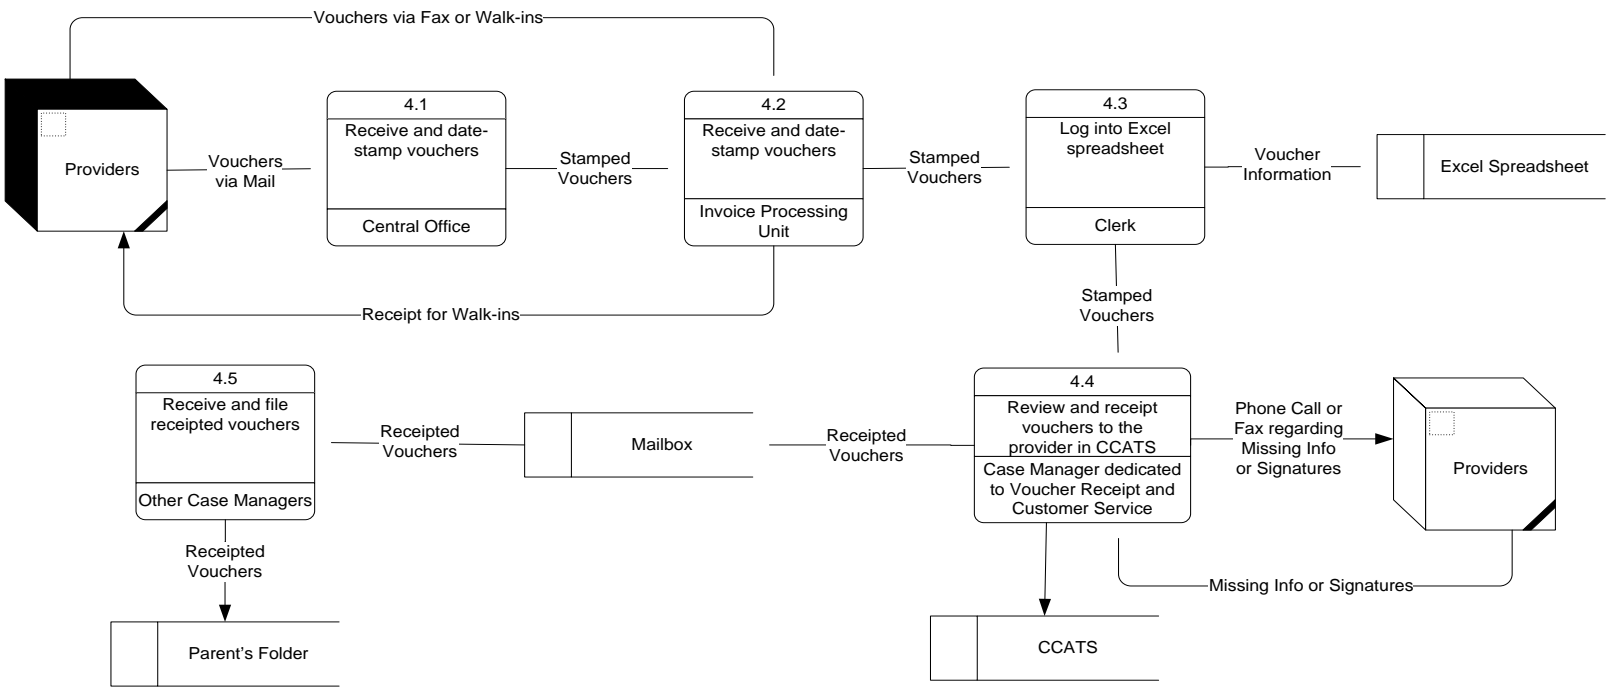 Vouchers via Fax or Walk-ins
Providers
Vouchers
via Mail
4.1
Receive and date-
stamp vouchers
Central Office
Stamped
Vouchers
4.2
Receive and date-
stamp vouchers
Invoice Processing
Unit
Stamped
Vouchers
4.3
Log into Excel
spreadsheet
Clerk
Voucher
Information
Excel Spreadsheet
Receipt for Walk-ins
Stamped
Vouchers
4.5
Receive and file
receipted vouchers
Other Case Managers
Receipted
Vouchers
Mailbox
Receipted
Vouchers
4.4
Review and receipt
vouchers to the
provider in CCATS
Case Manager dedicated
to Voucher Receipt and
Customer Service
Phone Call or
Fax regarding
Missing Info
or Signatures
Providers
Receipted
Vouchers
Missing Info or Signatures
Parent's Folder
CCATS